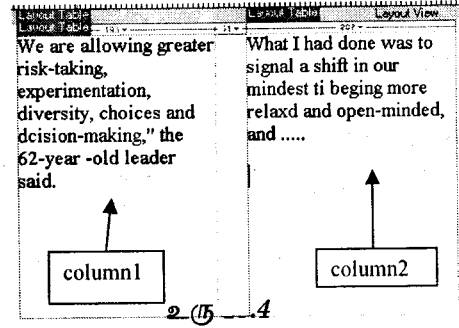 Layout Table
Layout Table
Layout Table Layout View
We are allowing greater
risk-taking,
experimentation,
diversity, choices and
dcision-making," the
62-year -old leader
said.
What I had done was to
signal a shift in our
mindest ti beging more
relaxd and open-minded,
and .....
column1
column2